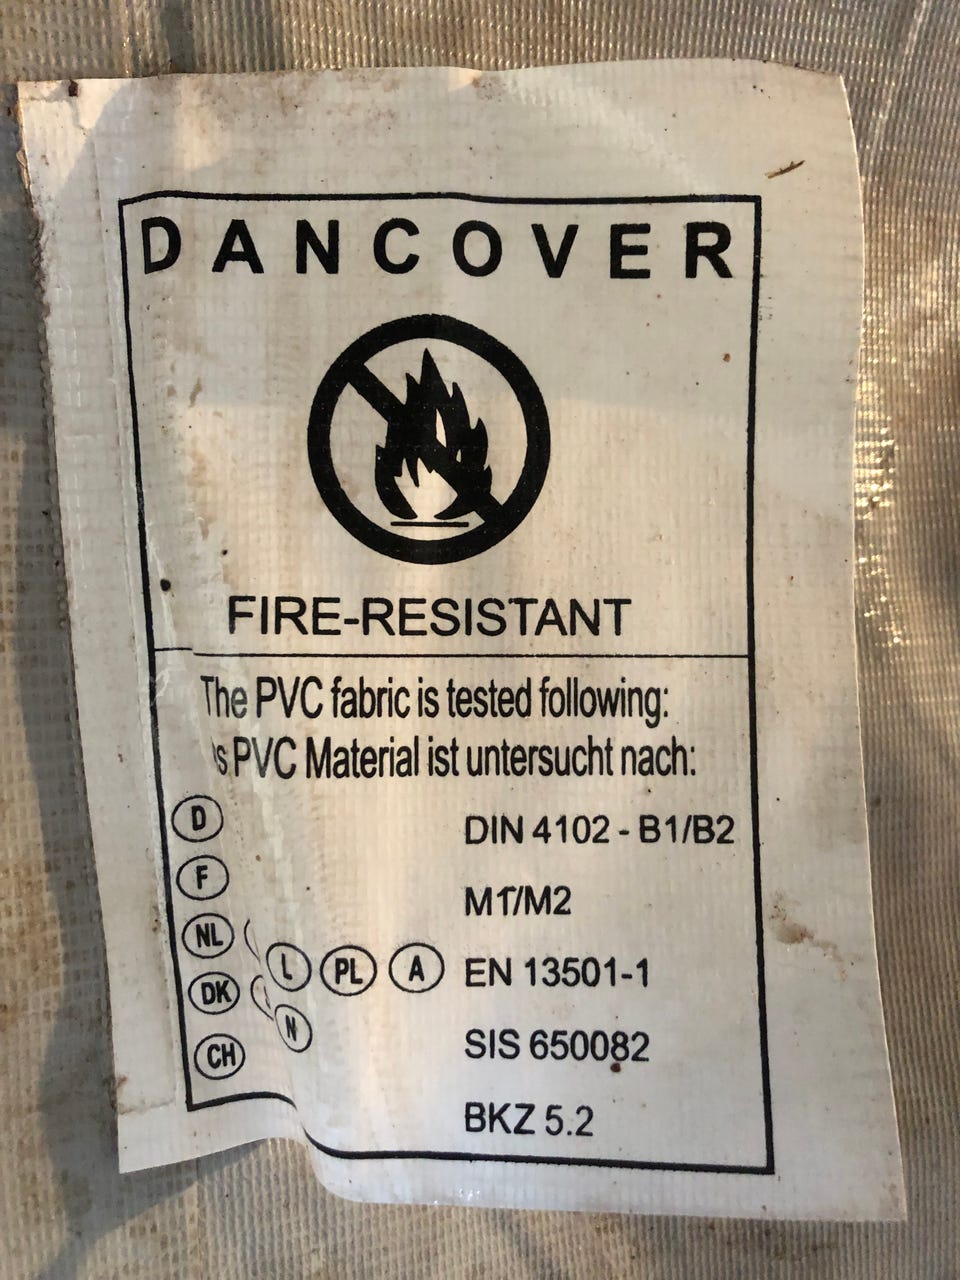 DANCOVER
FIRE-RESISTANT
The PVC fabric is tested following:
s PVC Material ist untersucht nach:
D DIN 4102 - B1/B2
F M1/M2
NL L PL A EN 13501-1
DK N SIS 650082
CH BKZ 5.2